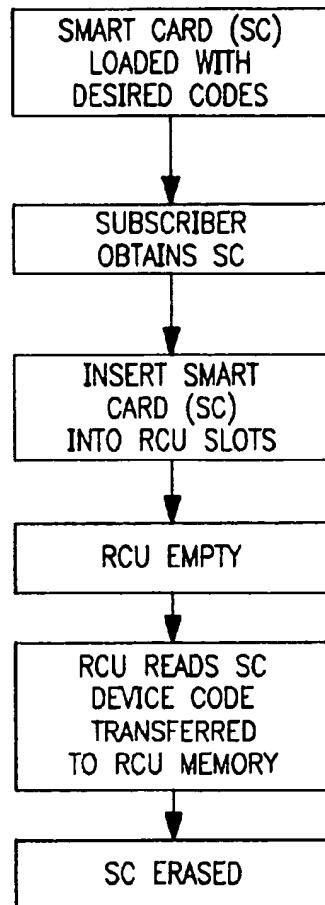 SMART CARD (SC)
LOADED WITH
DESIRED CODES
SUBSCRIBER
OBTAINS SC
INSERT SMART
CARD (SC)
INTO RCU SLOTS
RCU EMPTY
RCU READS SC
DEVICE CODE
TRANSFERRED
TO RCU MEMORY
SC ERASED